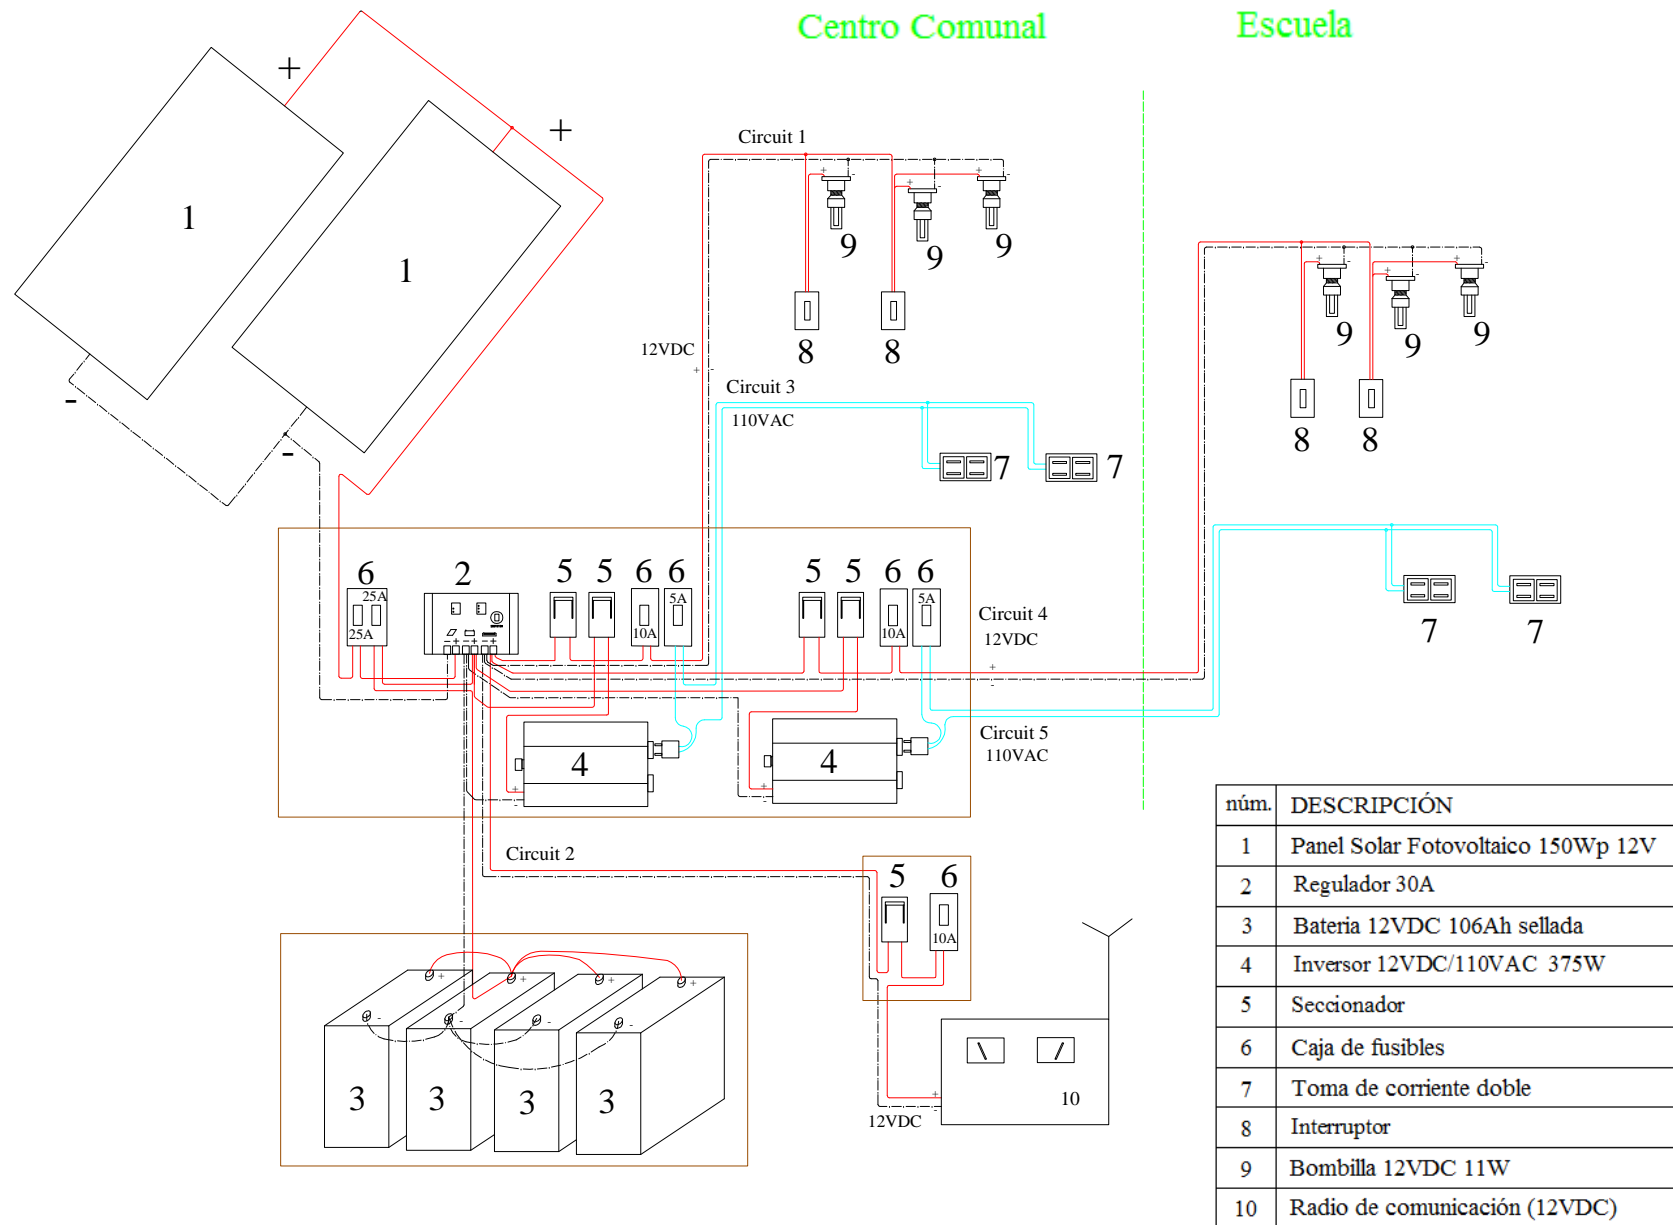 Centro Comunal
Escuela
+
+
1
1
-
-
Circuit 1
+ - + - + -
9 9 9
8 8
12VDC
+ -
Circuit 3
110VAC
7 7
+ - + - + -
9 9 9
8 8
7 7
6 2 5 5 6 6 5 5 6 6
25A
25A
10A
5A
10A
5A
- + - + - +
Circuit 4
12VDC
+
-
Circuit 5
110VAC
4 4
+
-
+
-
Circuit 2
5 6
10A
+ + + +
- - - -
3 3 3 3
+
-
10
12VDC
núm. DESCRIPCIÓN
1 Panel Solar Fotovoltaico 150Wp 12V
2 Regulador 30A
3 Bateria 12VDC 106Ah sellada
4 Inversor 12VDC/110VAC 375W
5 Seccionador
6 Caja de fusibles
7 Toma de corriente doble
8 Interruptor
9 Bombilla 12VDC 11W
10 Radio de comunicación (12VDC)